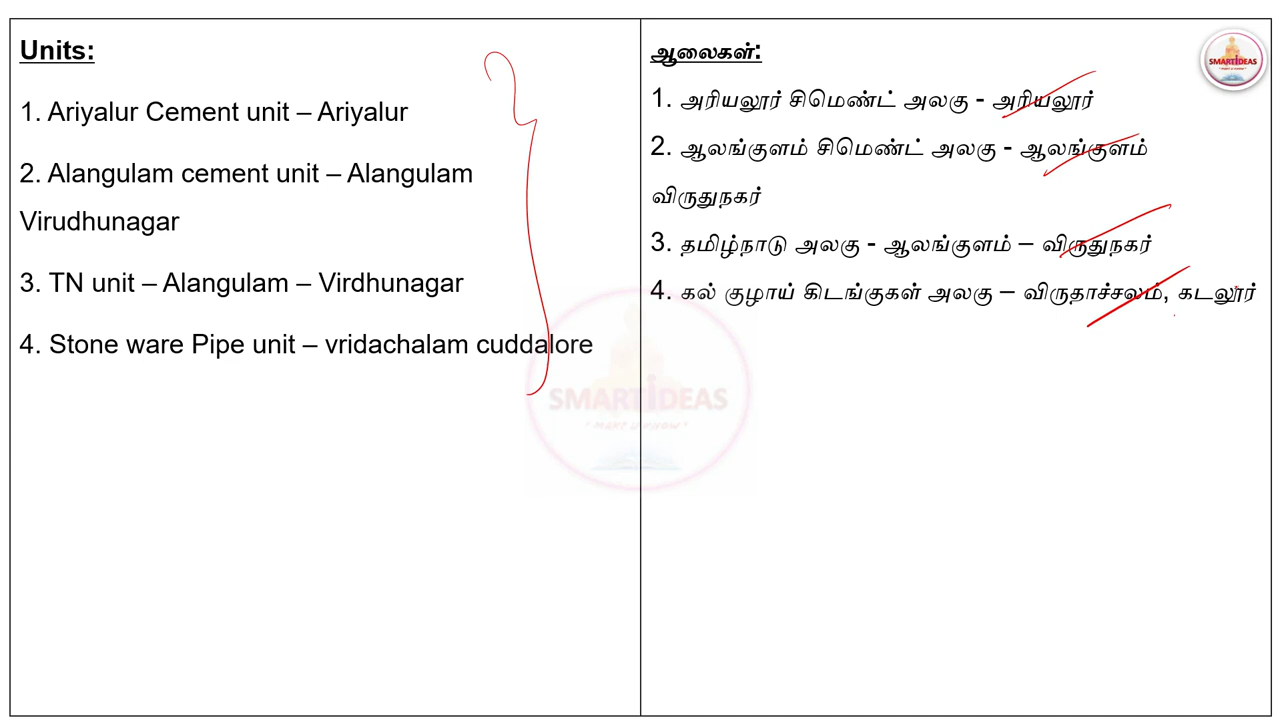 Units:
1. Ariyalur Cement unit – Ariyalur
2. Alangulam cement unit – Alangulam
Virudhunagar
3. TN unit – Alangulam – Virdhunagar
4. Stone ware Pipe unit – vridachalam cuddalore
ஆலைகள்:
1. அரியலூர் சிமெண்ட் அலகு - அரியலூர்
2. ஆலங்குளம் சிமெண்ட் அலகு - ஆலங்குளம்
விருதுநகர்
3. தமிழ்நாடு அலகு - ஆலங்குளம் – விருதுநகர்
4. கல் குழாய் கிடங்குகள் அலகு – விருதாச்சலம், கடலூர்
SMARTIDEAS
SMARTIDEAS